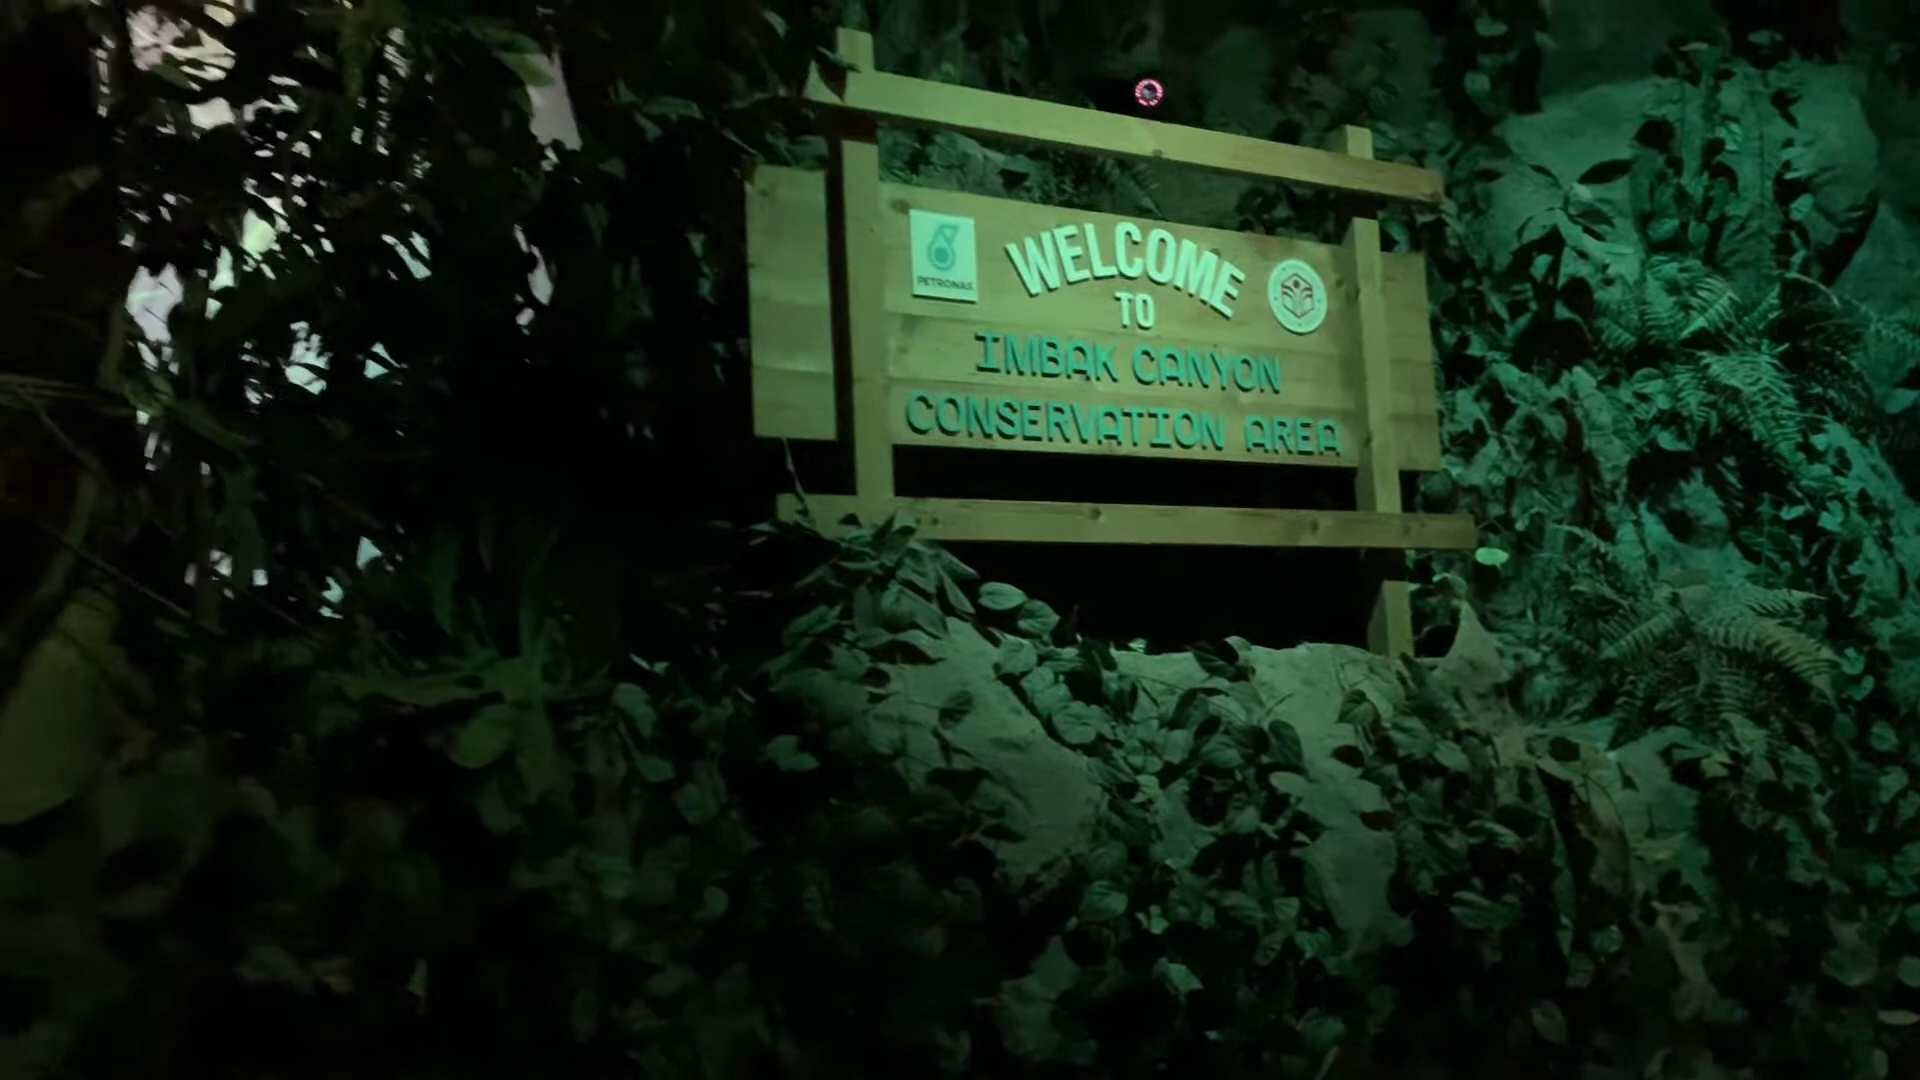 PETRONAS
WELCOME
TO
IMBAK CANYON
CONSERVATION AREA